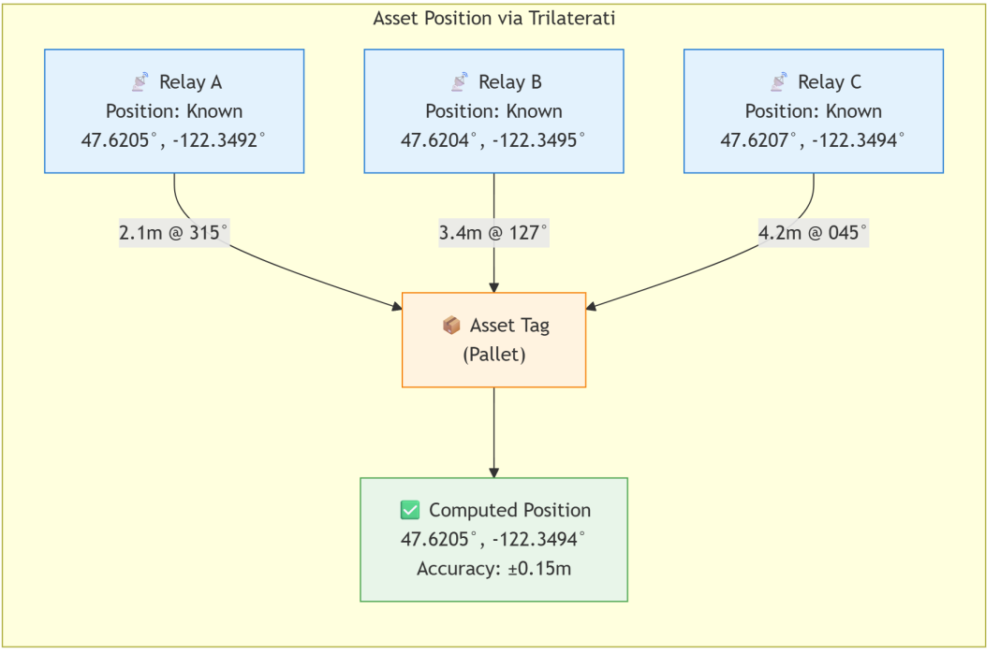 Asset Position via Trilaterati
Relay A
Position: Known
47.6205°, -122.3492°
Relay B
Position: Known
47.6204°, -122.3495°
Relay C
Position: Known
47.6207°, -122.3494°
2.1m @ 315°
3.4m @ 127°
4.2m @ 045°
Asset Tag
(Pallet)
Computed Position
47.6205°, -122.3494°
Accuracy: ±0.15m